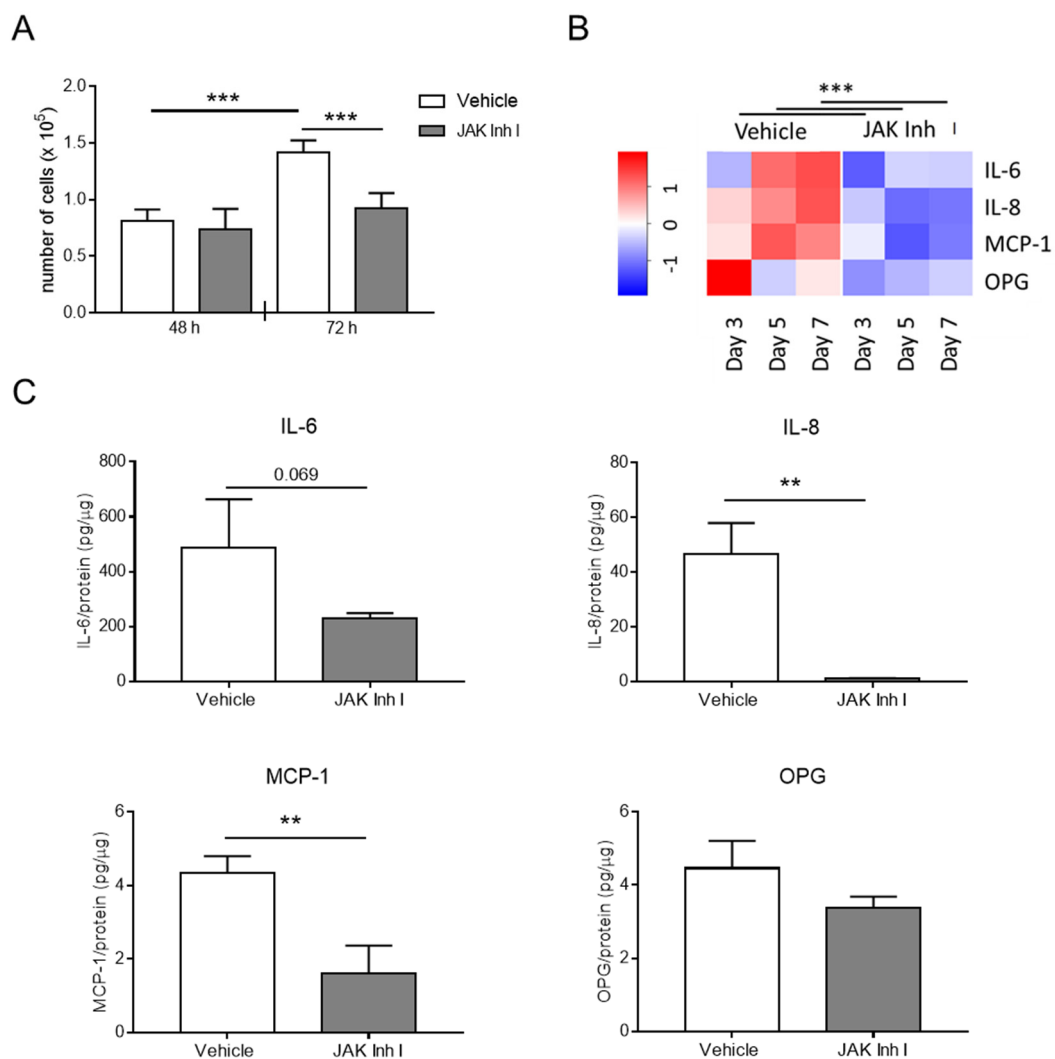 A
2.0
1.5
1.0
0.5
0.0
number of cells (x 10⁵)
***
***
Vehicle
JAK Inh I
48 h
72 h
B
***
Vehicle
JAK Inh I
1
0
-1
IL-6
IL-8
MCP-1
OPG
Day 3
Day 5
Day 7
Day 3
Day 5
Day 7
C
IL-6
800
600
400
200
0
IL-6/protein (pg/µg)
0.069
Vehicle
JAK Inh I
IL-8
80
60
40
20
0
IL-8/protein (pg/µg)
**
Vehicle
JAK Inh I
MCP-1
6
4
2
0
MCP-1/protein (pg/µg)
**
Vehicle
JAK Inh I
OPG
6
4
2
0
OPG/protein (pg/µg)
Vehicle
JAK Inh I